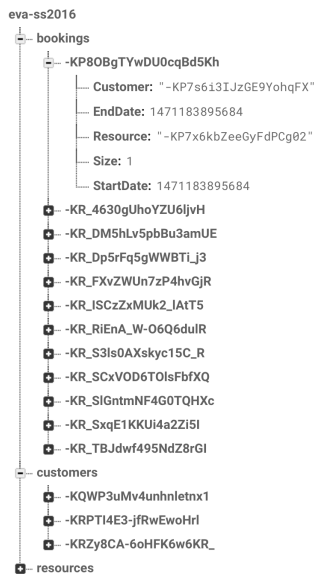 eva-ss2016
bookings
-KP8OBgTYwDU0cqBd5Kh
Customer: "-KP7s6i3IJzGE9YohqFX"
EndDate: 1471183895684
Resource: "-KP7x6kbZeeGyFdPCg02"
Size: 1
StartDate: 1471183895684
-KR_4630gUhoYZU6ljvH
-KR_DM5hLv5pbBu3amUE
-KR_Dp5rFq5gWWBTi_j3
-KR_FXvZWUn7zP4hvGjR
-KR_ISCzZxMUk2_lAtT5
-KR_RiEnA_W-O6Q6dulR
-KR_S3ls0AXskyc15C_R
-KR_SCxVOD6TOlsFbfXQ
-KR_SlGntmNF4G0TQHXc
-KR_SxqE1KKUi4a2Zi5I
-KR_TBJdwf495NdZ8rGI
customers
-KQWP3uMv4unhnletnx1
-KRPTI4E3-jfRwEwoHrl
-KRZy8CA-6oHFK6w6KR_
resources